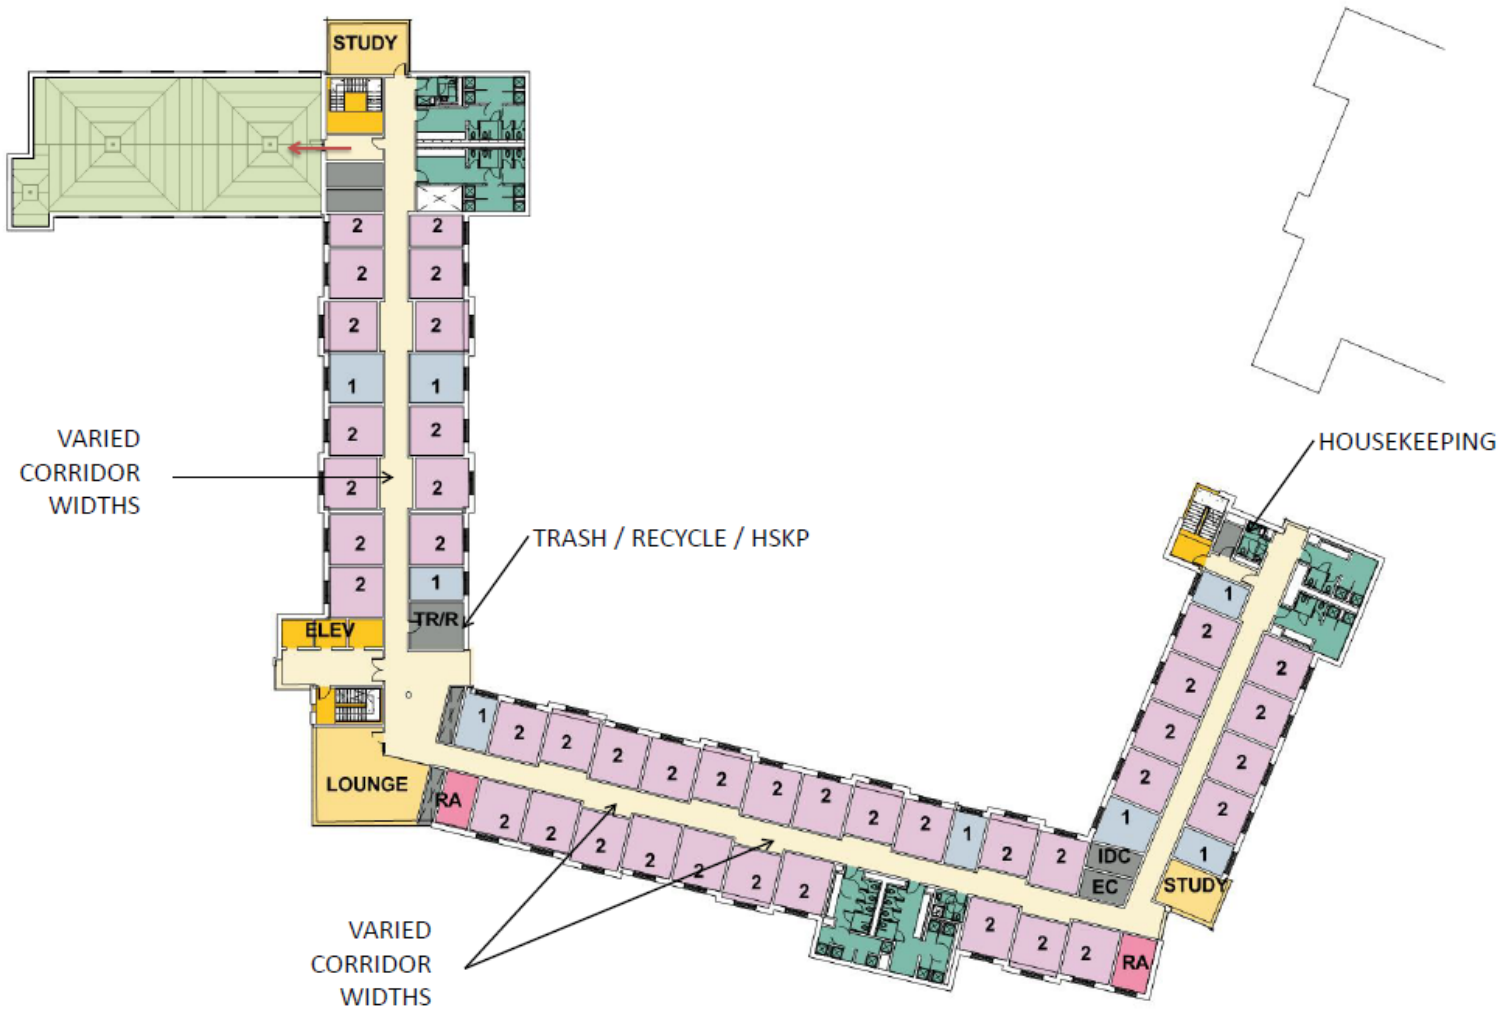 STUDY
2 2
2 2
2 2
1 1
2 2
2 2
2 2
2 1
VARIED
CORRIDOR
WIDTHS
HOUSEKEEPING
TRASH / RECYCLE / HSKP
TR/R
ELEV
LOUNGE
RA
1 2 2 2 2 2 2 2 2 2 1 2 2
2 2 2 2 2 2 2
2 2 2
RA
IDC
EC
1
2
2
2
2
1
2
2
2
2
1
STUDY
VARIED
CORRIDOR
WIDTHS